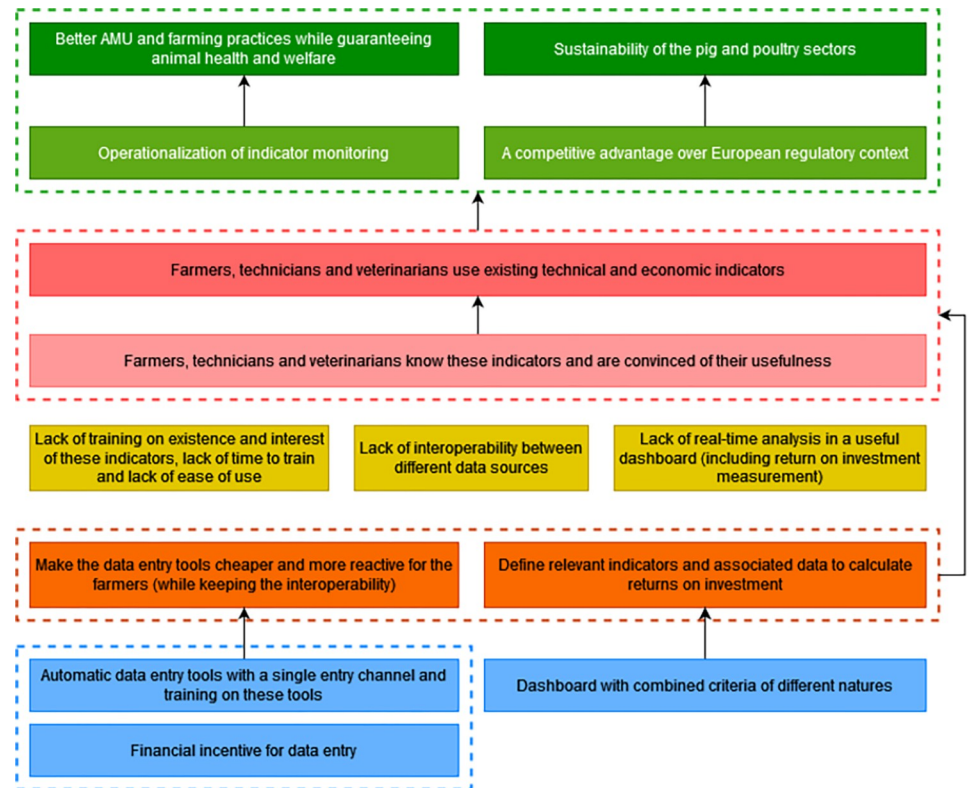 Better AMU and farming practices while guaranteeing
animal health and welfare
Sustainability of the pig and poultry sectors
Operationalization of indicator monitoring
A competitive advantage over European regulatory context
Farmers, technicians and veterinarians use existing technical and economic indicators
Farmers, technicians and veterinarians know these indicators and are convinced of their usefulness
Lack of training on existence and interest
of these indicators, lack of time to train
and lack of ease of use
Lack of interoperability between
different data sources
Lack of real-time analysis in a useful
dashboard (including return on investment
measurement)
Make the data entry tools cheaper and more reactive for the
farmers (while keeping the interoperability)
Define relevant indicators and associated data to calculate
returns on investment
Automatic data entry tools with a single entry channel and
training on these tools
Dashboard with combined criteria of different natures
Financial incentive for data entry